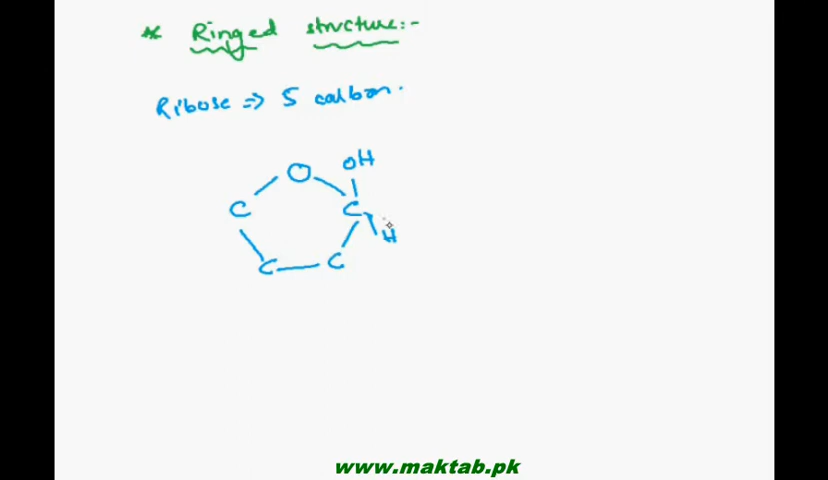 * Ringed structure:-
Ribose => 5 carbon.
OH
O
C C
H
C C
www.maktab.pk